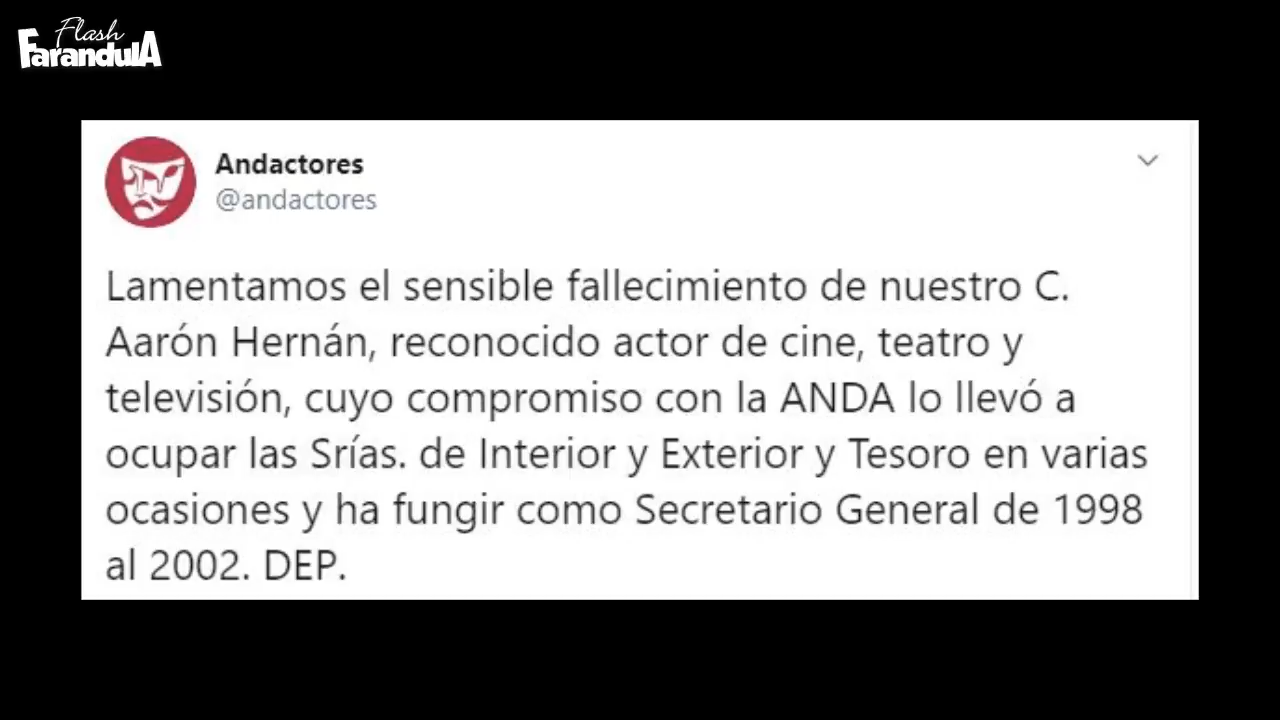 Flash
FarandulA
Andactores
@andactores
Lamentamos el sensible fallecimiento de nuestro C.
Aarón Hernán, reconocido actor de cine, teatro y
televisión, cuyo compromiso con la ANDA lo llevó a
ocupar las Srías. de Interior y Exterior y Tesoro en varias
ocasiones y ha fungir como Secretario General de 1998
al 2002. DEP.